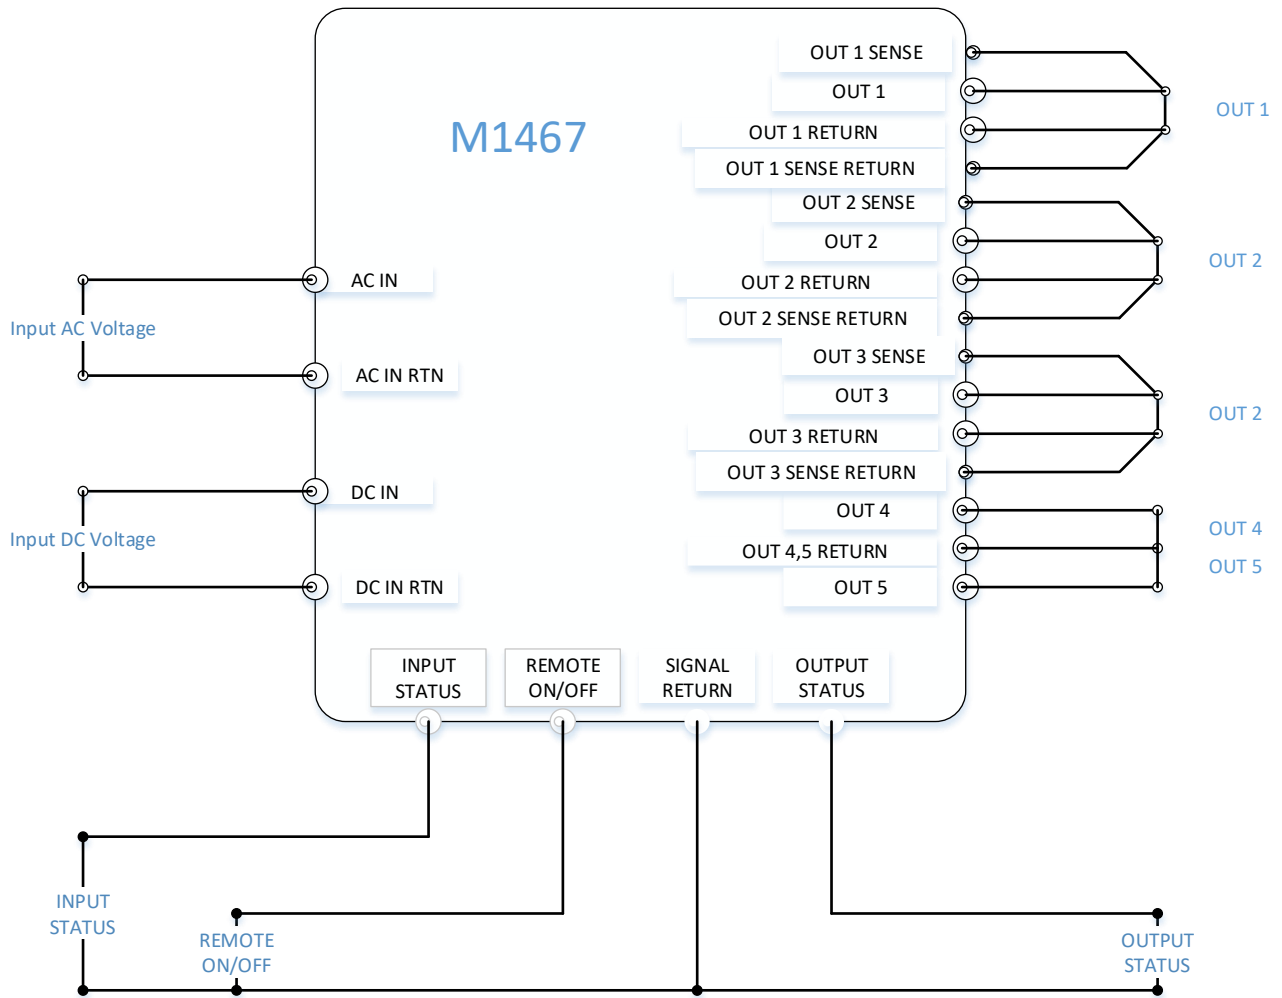 M1467
OUT 1 SENSE
OUT 1
OUT 1 RETURN
OUT 1 SENSE RETURN
OUT 1
OUT 2 SENSE
OUT 2
OUT 2 RETURN
OUT 2 SENSE RETURN
OUT 2
OUT 3 SENSE
OUT 3
OUT 3 RETURN
OUT 3 SENSE RETURN
OUT 2
OUT 4
OUT 4,5 RETURN
OUT 5
OUT 4
OUT 5
AC IN
Input AC Voltage
AC IN RTN
DC IN
Input DC Voltage
DC IN RTN
INPUT
STATUS
REMOTE
ON/OFF
SIGNAL
RETURN
OUTPUT
STATUS
INPUT
STATUS
REMOTE
ON/OFF
OUTPUT
STATUS